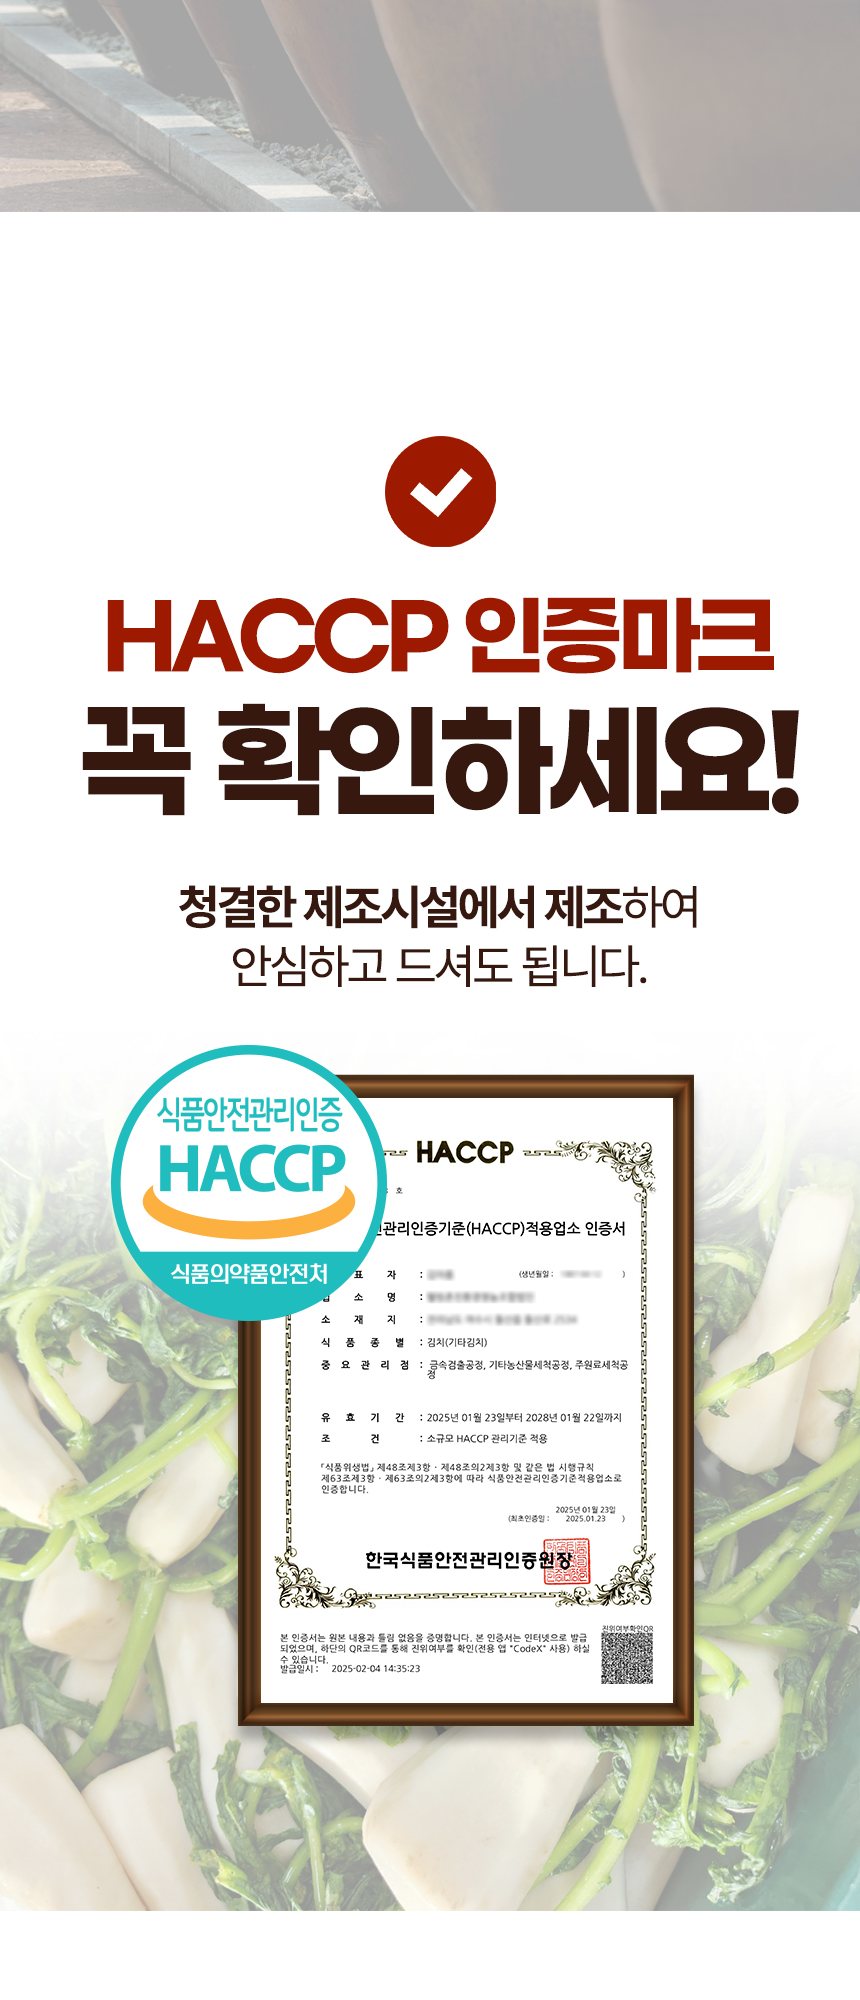 HACCP 인증마크
꼭 확인하세요!
청결한 제조시설에서 제조하여
안심하고 드셔도 됩니다.
식품안전관리인증
HACCP
식품의약품안전처
HACCP
호
관리인증기준(HACCP)적용업소 인증서
표 자 :
(생년월일 : )
업 소 명 :
소 재 지 :
식 품 종 별 : 김치(기타김치)
중 요 관 리 점 : 금속검출공정, 기타농산물세척공정, 주원료세척공
정
유 효 기 간 : 2025년 01월 23일부터 2028년 01월 22일까지
조 건 : 소규모 HACCP 관리기준 적용
「식품위생법」 제48조제3항ㆍ제48조의2제3항 및 같은 법 시행규칙
제63조제3항ㆍ제63조의2제3항에 따라 식품안전관리인증기준적용업소로
인증합니다.
2025년 01월 23일
(최초인증일 : 2025.01.23 )
한국식품안전관리인증원장
진위여부확인QR
본 인증서는 원본 내용과 틀림 없음을 증명합니다. 본 인증서는 인터넷으로 발급
되었으며, 하단의 QR코드를 통해 진위여부를 확인(전용 앱 "CodeX" 사용) 하실
수 있습니다.
발급일시 : 2025-02-04 14:35:23